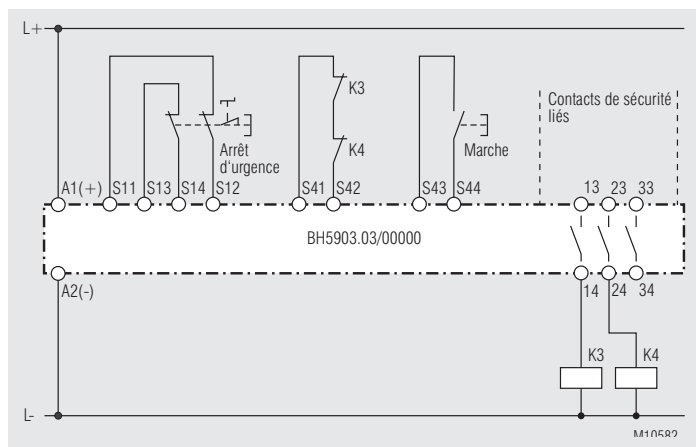 L+
K3
K4
Arrêt
d'urgence
Marche
Contacts de sécurité
liés
A1(+) S11 S13 S14 S12 S41 S42 S43 S44 13 23 33
BH5903.03/00000
A2(-) 14 24 34
K3 K4
L-
M10582